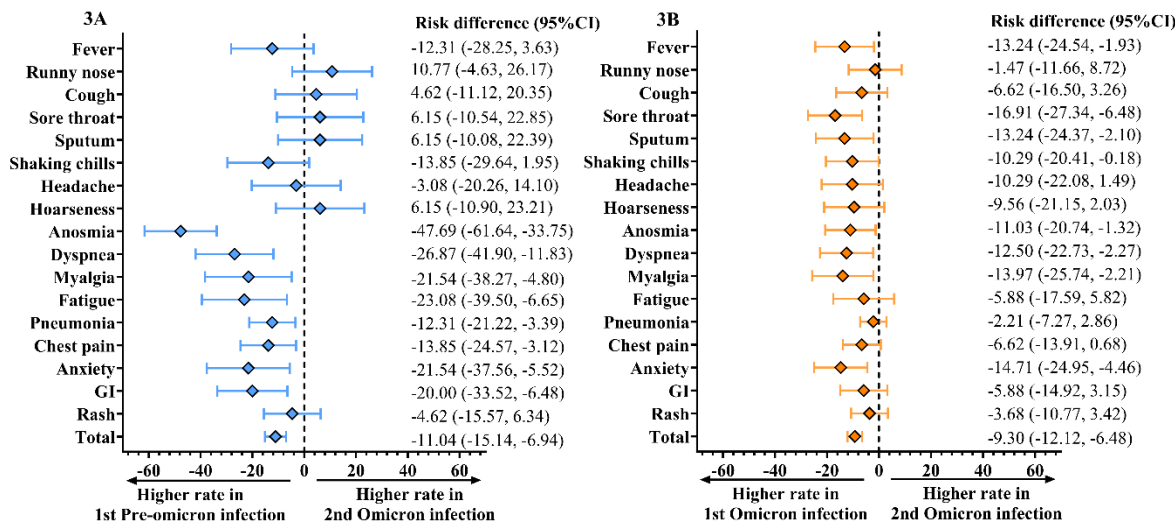 3A
Risk difference (95%CI)
Fever -12.31 (-28.25, 3.63)
Runny nose 10.77 (-4.63, 26.17)
Cough 4.62 (-11.12, 20.35)
Sore throat 6.15 (-10.54, 22.85)
Sputum 6.15 (-10.08, 22.39)
Shaking chills -13.85 (-29.64, 1.95)
Headache -3.08 (-20.26, 14.10)
Hoarseness 6.15 (-10.90, 23.21)
Anosmia -47.69 (-61.64, -33.75)
Dyspnea -26.87 (-41.90, -11.83)
Myalgia -21.54 (-38.27, -4.80)
Fatigue -23.08 (-39.50, -6.65)
Pneumonia -12.31 (-21.22, -3.39)
Chest pain -13.85 (-24.57, -3.12)
Anxiety -21.54 (-37.56, -5.52)
GI -20.00 (-33.52, -6.48)
Rash -4.62 (-15.57, 6.34)
Total -11.04 (-15.14, -6.94)
-60 -40 -20 0 20 40 60
Higher rate in Higher rate in
1st Pre-omicron infection 2nd Omicron infection
3B
Risk difference (95%CI)
Fever -13.24 (-24.54, -1.93)
Runny nose -1.47 (-11.66, 8.72)
Cough -6.62 (-16.50, 3.26)
Sore throat -16.91 (-27.34, -6.48)
Sputum -13.24 (-24.37, -2.10)
Shaking chills -10.29 (-20.41, -0.18)
Headache -10.29 (-22.08, 1.49)
Hoarseness -9.56 (-21.15, 2.03)
Anosmia -11.03 (-20.74, -1.32)
Dyspnea -12.50 (-22.73, -2.27)
Myalgia -13.97 (-25.74, -2.21)
Fatigue -5.88 (-17.59, 5.82)
Pneumonia -2.21 (-7.27, 2.86)
Chest pain -6.62 (-13.91, 0.68)
Anxiety -14.71 (-24.95, -4.46)
GI -5.88 (-14.92, 3.15)
Rash -3.68 (-10.77, 3.42)
Total -9.30 (-12.12, -6.48)
-60 -40 -20 0 20 40 60
Higher rate in Higher rate in
1st Omicron infection 2nd Omicron infection